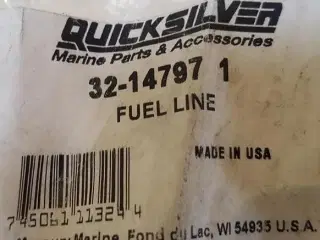 QUICKSILVER
Marine Parts & Accessories
32-14797 1
FUEL LINE
MADE IN USA
7 45061 11324 4
Mercury Marine, Fond du Lac, WI 54935 U.S.A.